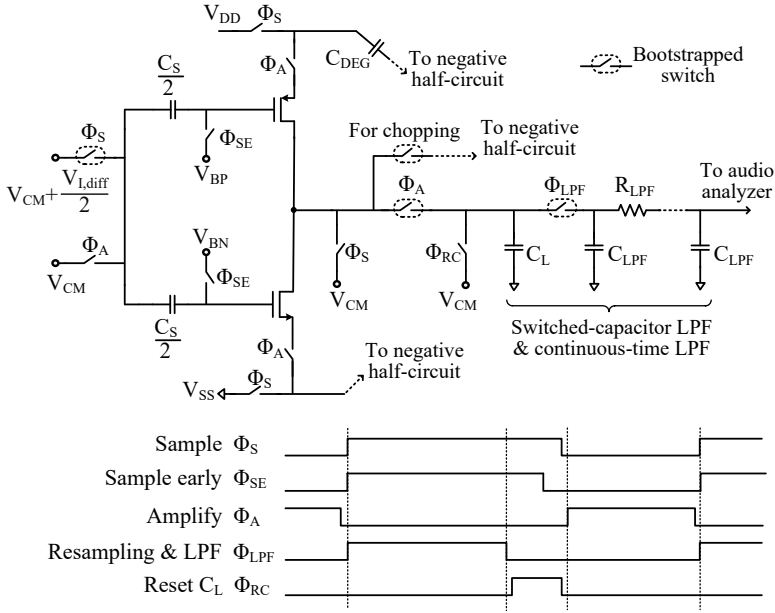 V_DD
Φ_S
C_DEG
To negative
half-circuit
Bootstrapped
switch
Φ_A
C_S
2
Φ_S
Φ_SE
V_BP
V_CM + V_I,diff
2
For chopping
To negative
half-circuit
Φ_A
Φ_LPF
R_LPF
To audio
analyzer
Φ_A
V_CM
V_BN
Φ_SE
Φ_S
V_CM
Φ_RC
V_CM
C_L
C_LPF
C_LPF
C_S
2
Switched-capacitor LPF
& continuous-time LPF
Φ_A
To negative
half-circuit
V_SS
Φ_S
Sample Φ_S
Sample early Φ_SE
Amplify Φ_A
Resampling & LPF Φ_LPF
Reset C_L Φ_RC